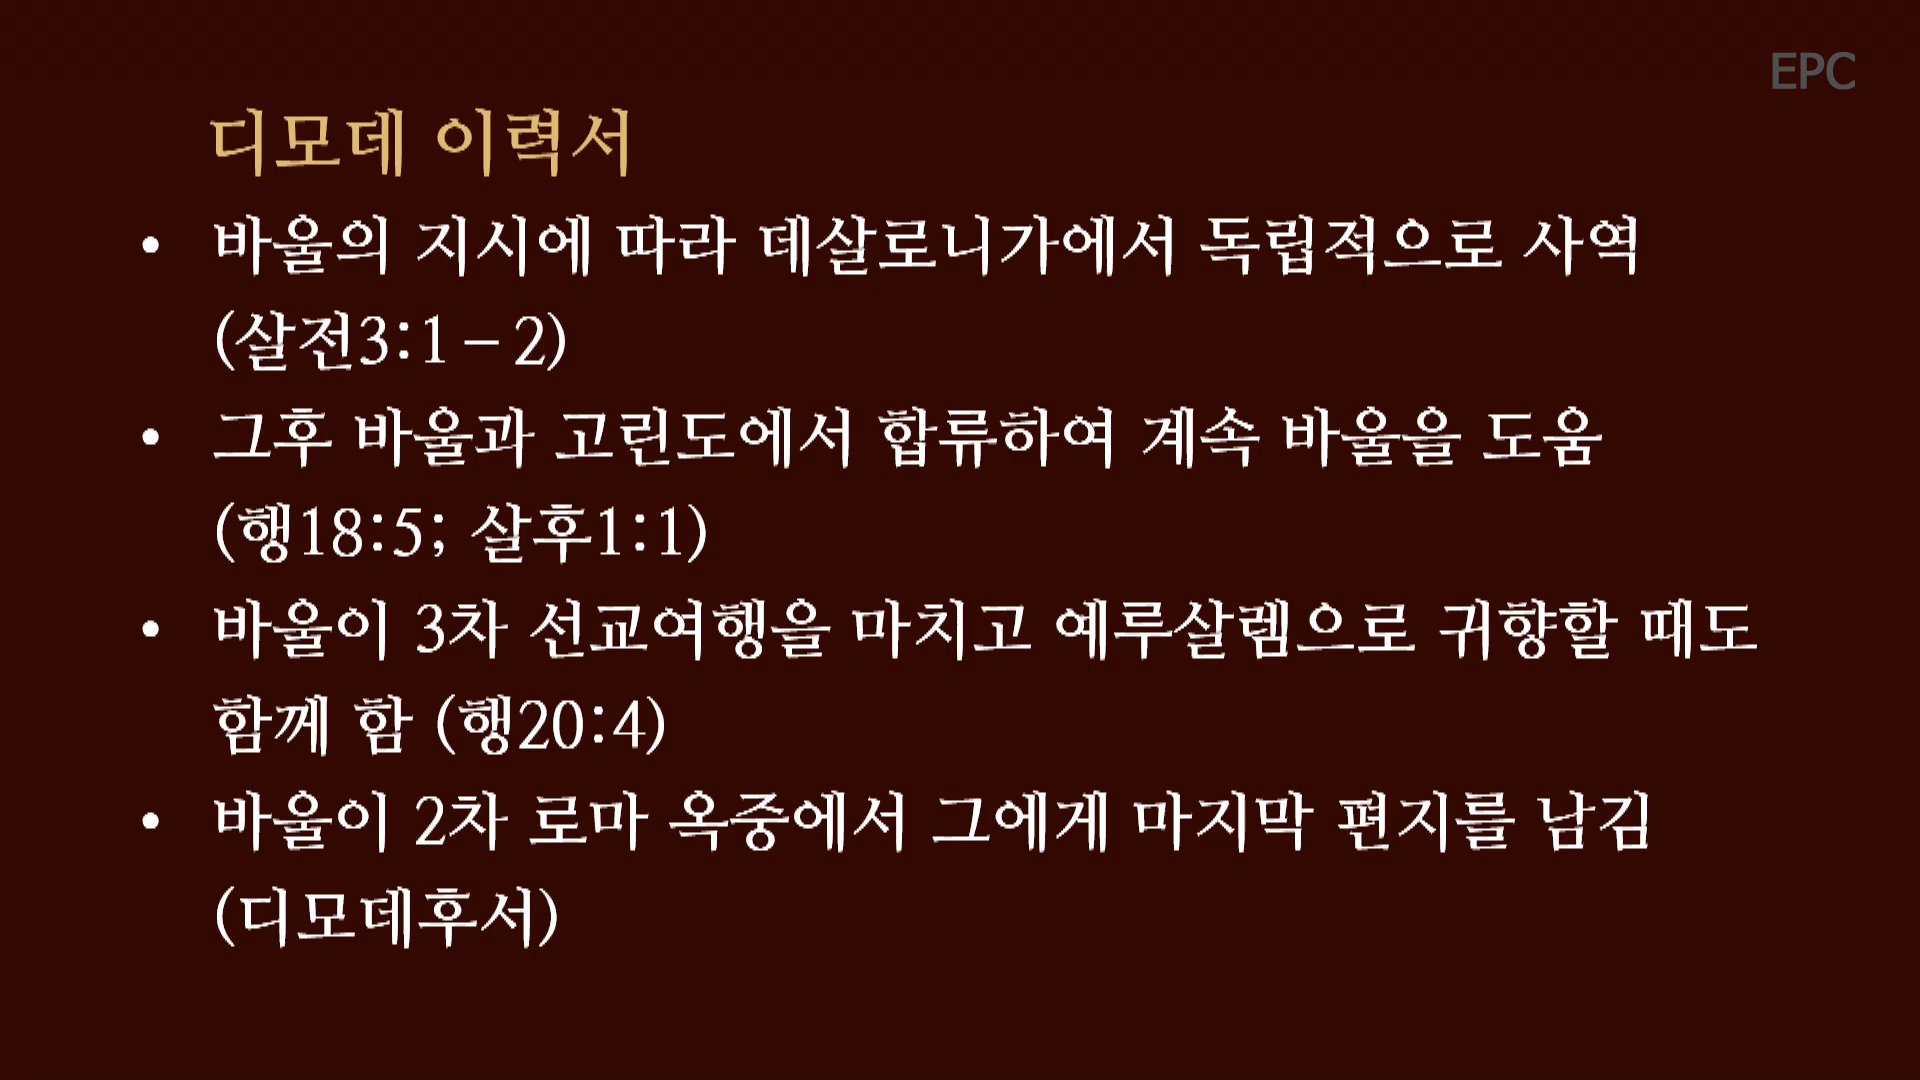 EPC
디모데 이력서
• 바울의 지시에 따라 데살로니가에서 독립적으로 사역
(살전3:1–2)
• 그후 바울과 고린도에서 합류하여 계속 바울을 도움
(행18:5; 살후1:1)
• 바울이 3차 선교여행을 마치고 예루살렘으로 귀향할 때도
함께 함 (행20:4)
• 바울이 2차 로마 옥중에서 그에게 마지막 편지를 남김
(디모데후서)